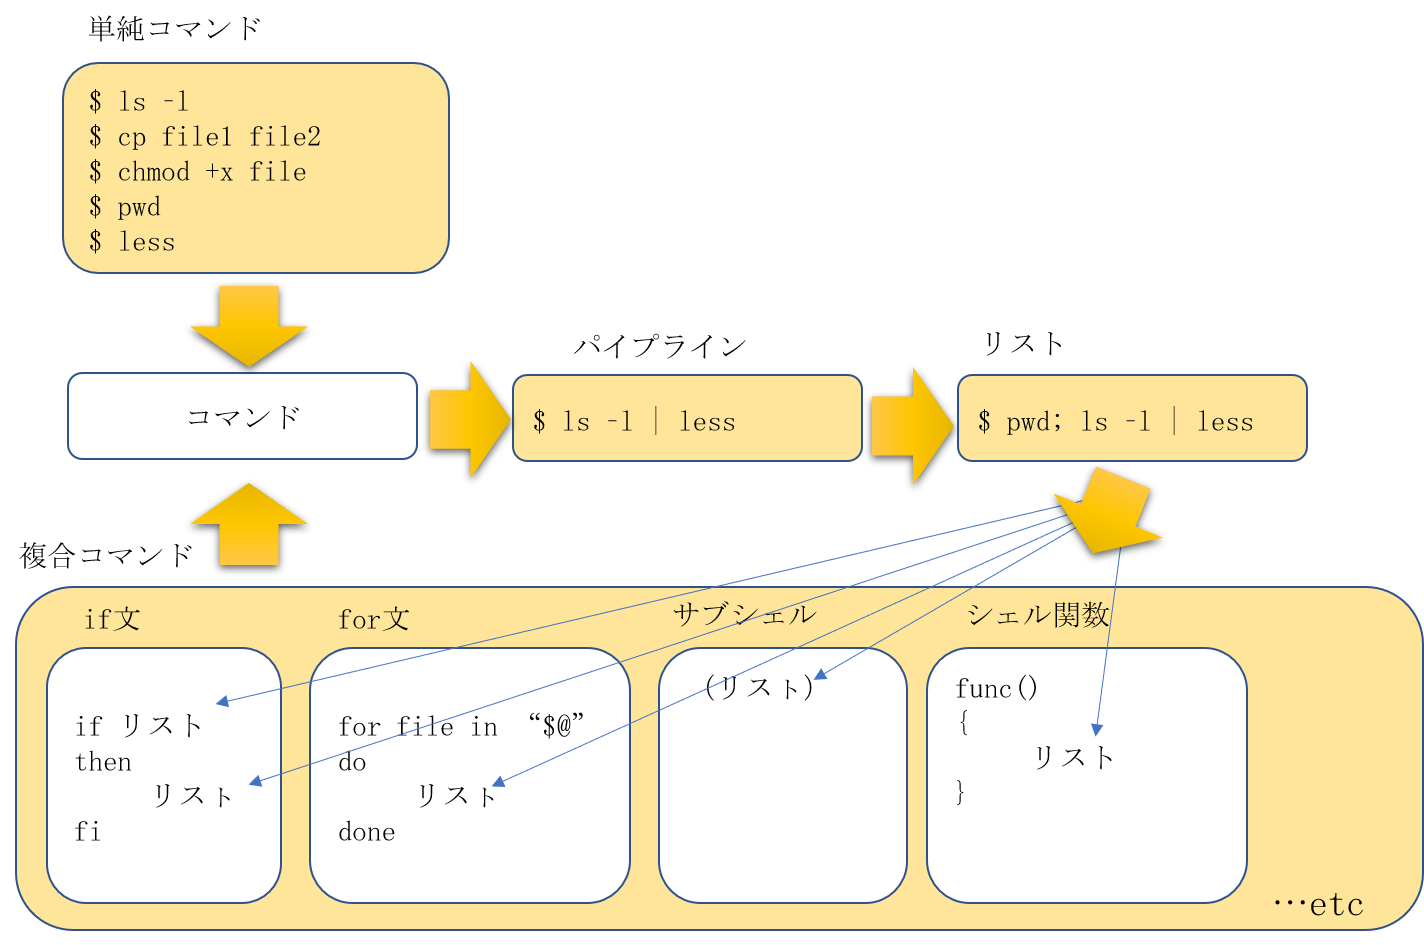 単純コマンド
$ ls -l
$ cp file1 file2
$ chmod +x file
$ pwd
$ less
コマンド
パイプライン
$ ls -l | less
リスト
$ pwd; ls -l | less
複合コマンド
if文
if リスト
then
リスト
fi
for文
for file in “$@”
do
リスト
done
サブシェル
(リスト)
シェル関数
func()
{
リスト
}
…etc